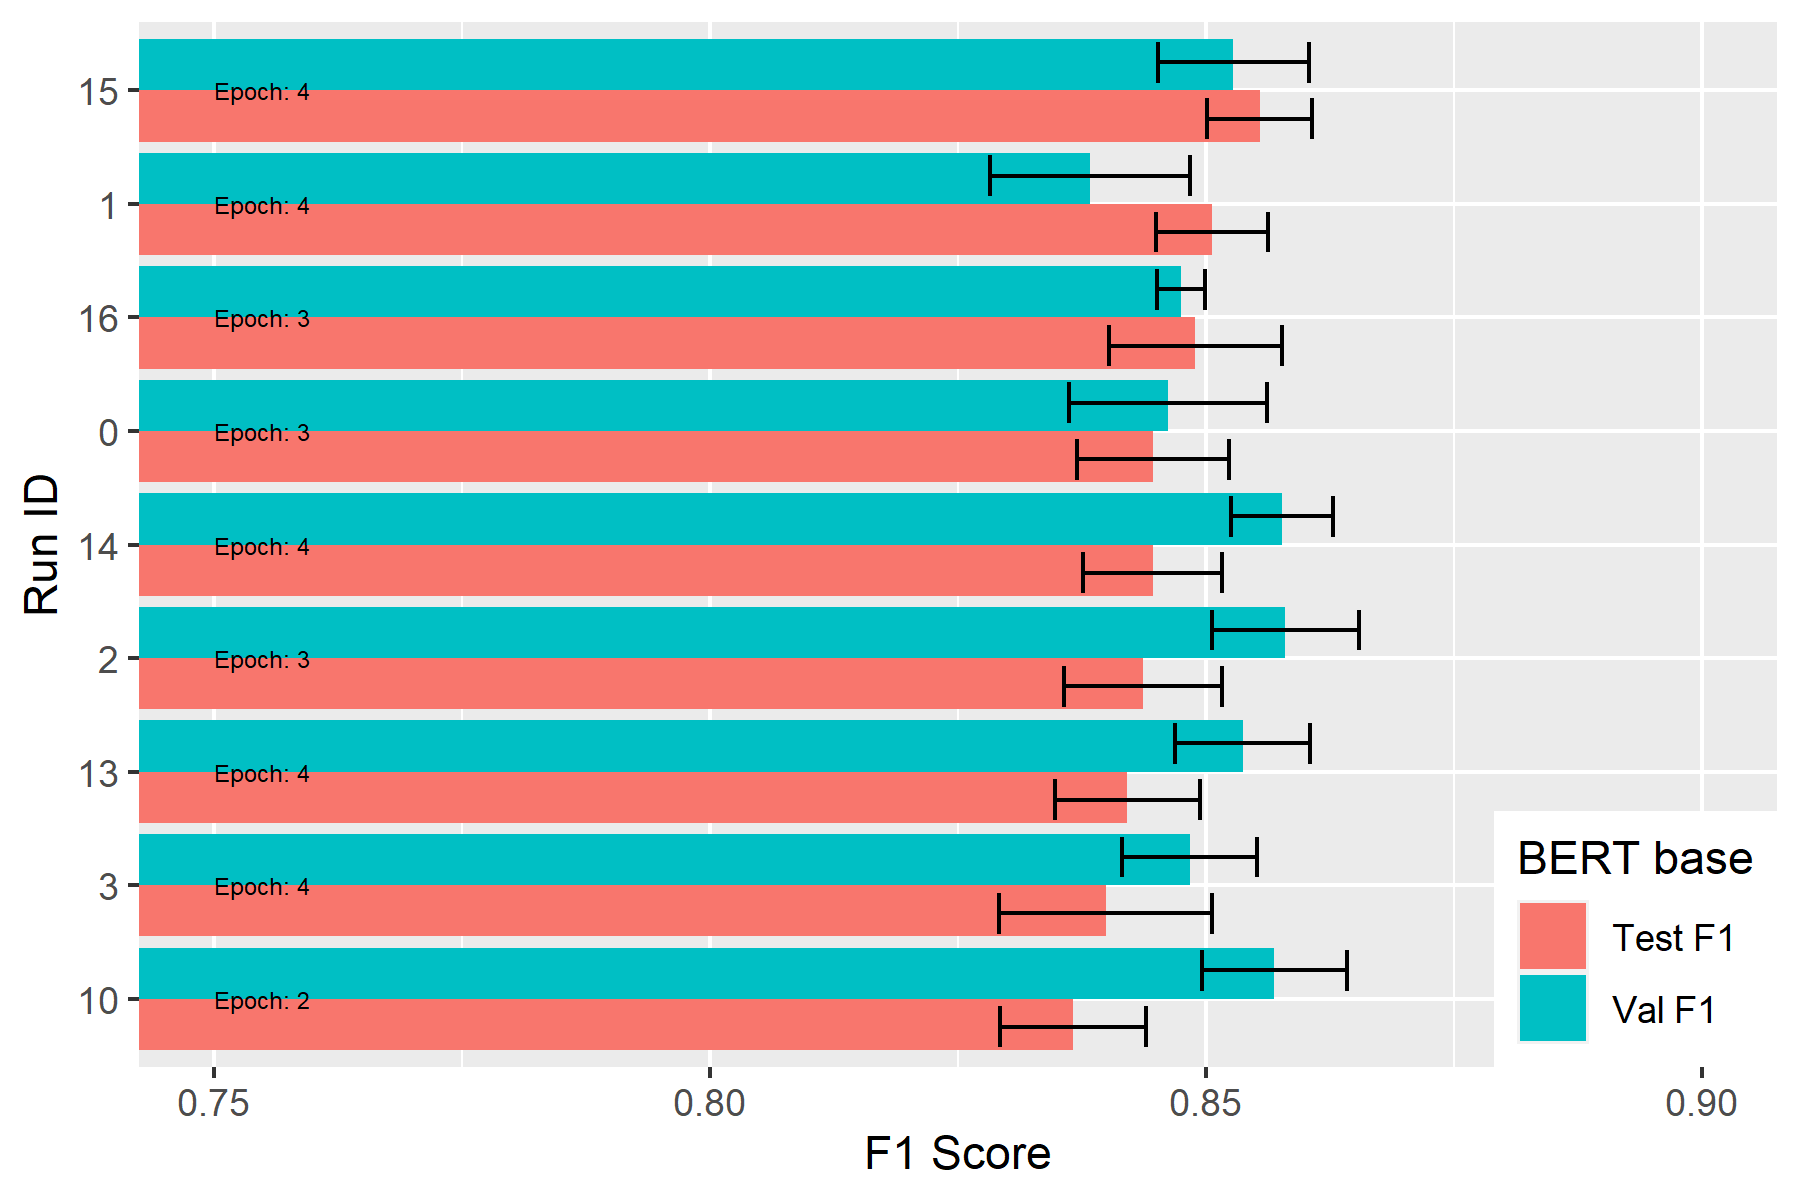 15
Epoch: 4
1
Epoch: 4
16
Epoch: 3
0
Epoch: 3
14
Epoch: 4
2
Epoch: 3
13
Epoch: 4
3
Epoch: 4
10
Epoch: 2
Run ID
BERT base
Test F1
Val F1
0.75 0.80 0.85 0.90
F1 Score